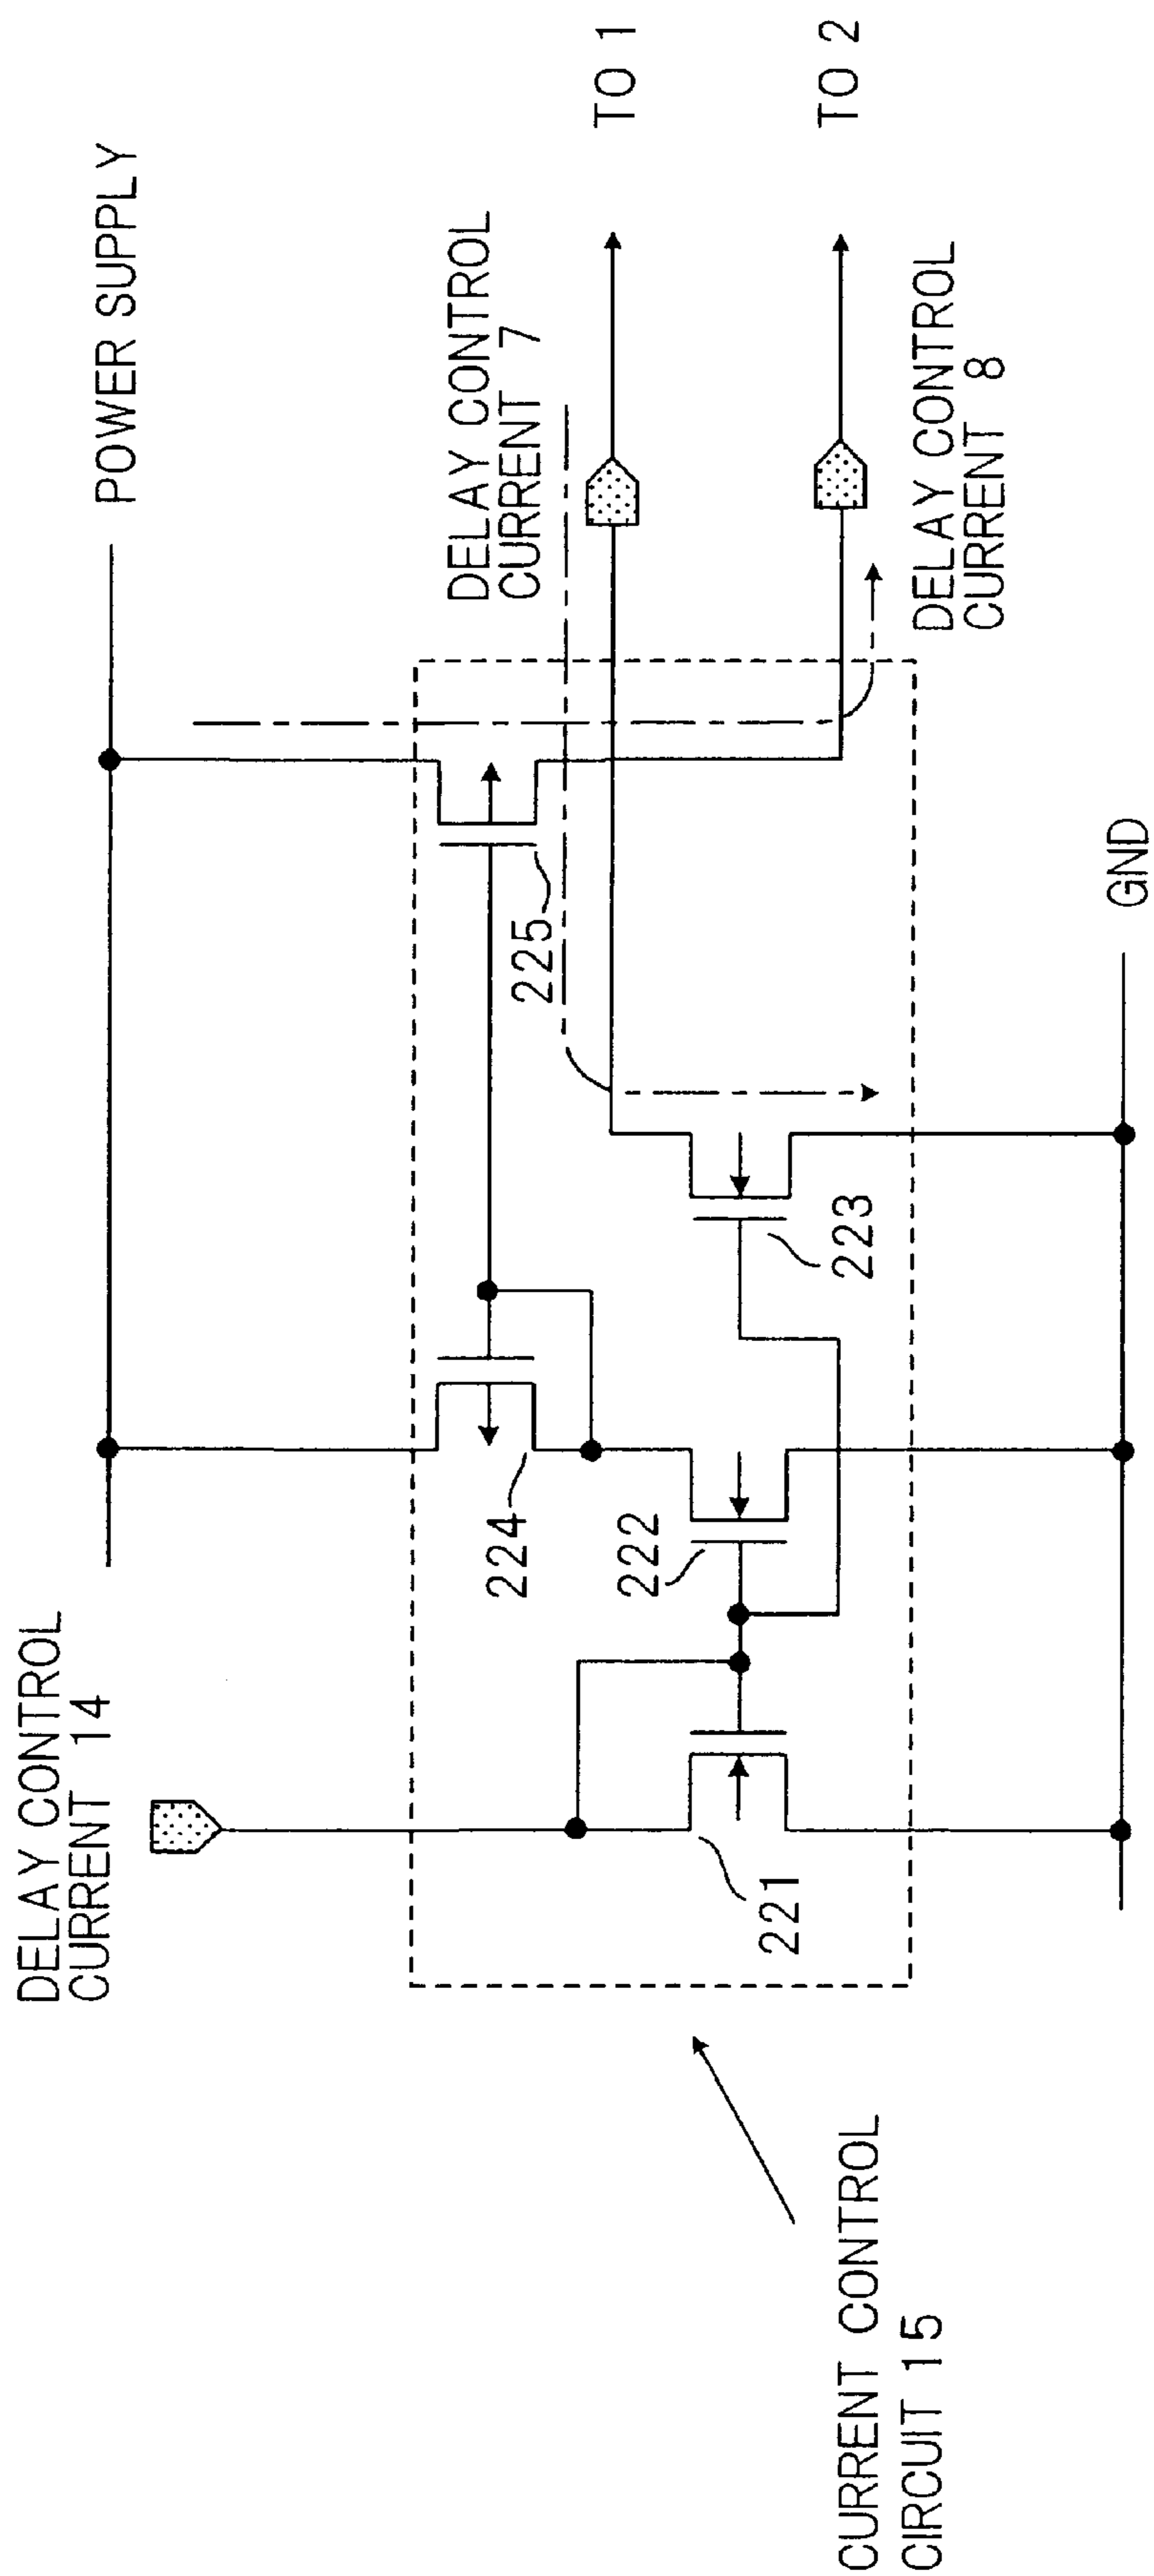 DELAY CONTROL
CURRENT 14
POWER SUPPLY
DELAY CONTROL
CURRENT 7
TO 1
TO 2
DELAY CONTROL
CURRENT 8
224
225
222
221
223
GND
CURRENT CONTROL
CIRCUIT 15